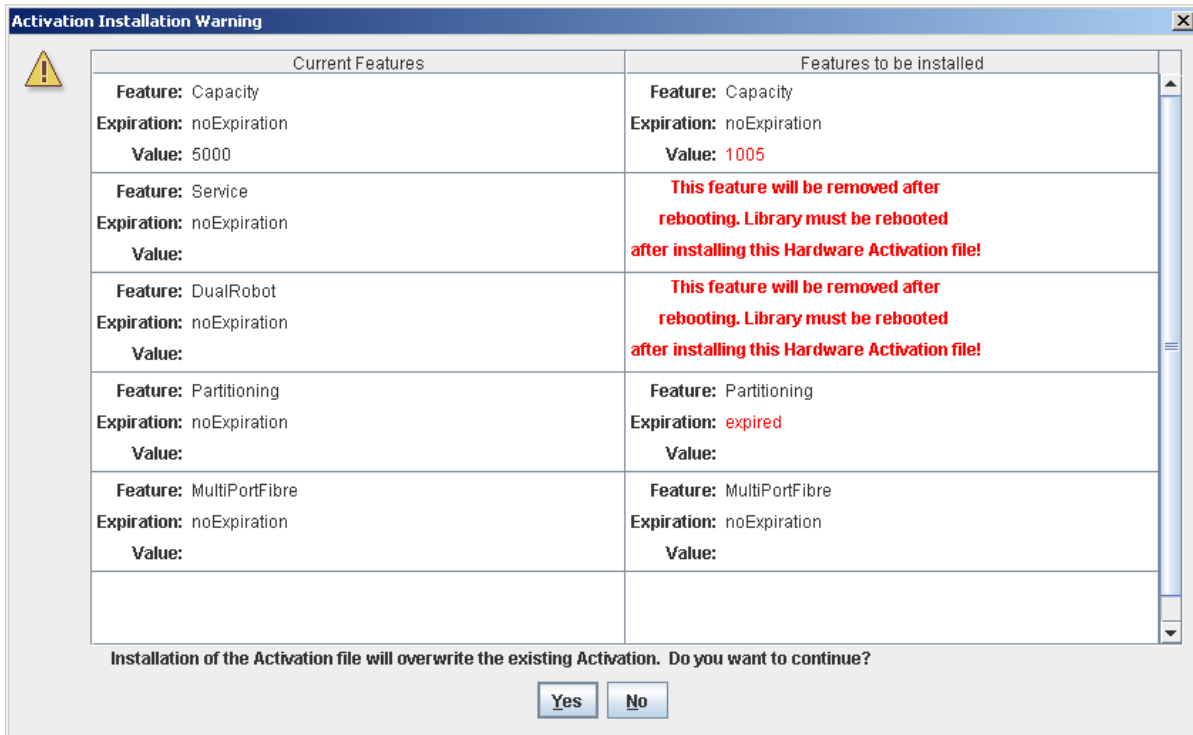 Activation Installation Warning
Current Features
Features to be installed
Feature: Capacity
Expiration: noExpiration
Value: 5000
Feature: Capacity
Expiration: noExpiration
Value: 1005
Feature: Service
Expiration: noExpiration
Value:
This feature will be removed after
rebooting. Library must be rebooted
after installing this Hardware Activation file!
Feature: DualRobot
Expiration: noExpiration
Value:
This feature will be removed after
rebooting. Library must be rebooted
after installing this Hardware Activation file!
Feature: Partitioning
Expiration: noExpiration
Value:
Feature: Partitioning
Expiration: expired
Value:
Feature: MultiPortFibre
Expiration: noExpiration
Value:
Feature: MultiPortFibre
Expiration: noExpiration
Value:
Installation of the Activation file will overwrite the existing Activation. Do you want to continue?
Yes
No